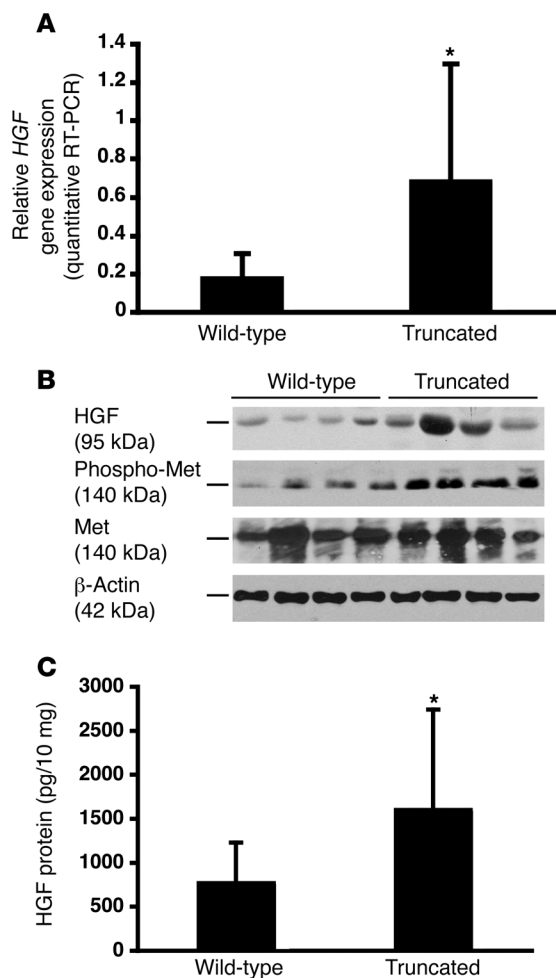 A
Relative HGF
gene expression
(quantitative RT-PCR)
1.4
1.2
1
0.8
0.6
0.4
0.2
0
*
Wild-type
Truncated
B
Wild-type
Truncated
HGF
(95 kDa)
Phospho-Met
(140 kDa)
Met
(140 kDa)
β-Actin
(42 kDa)
C
HGF protein (pg/10 mg)
3000
2500
2000
1500
1000
500
0
*
Wild-type
Truncated